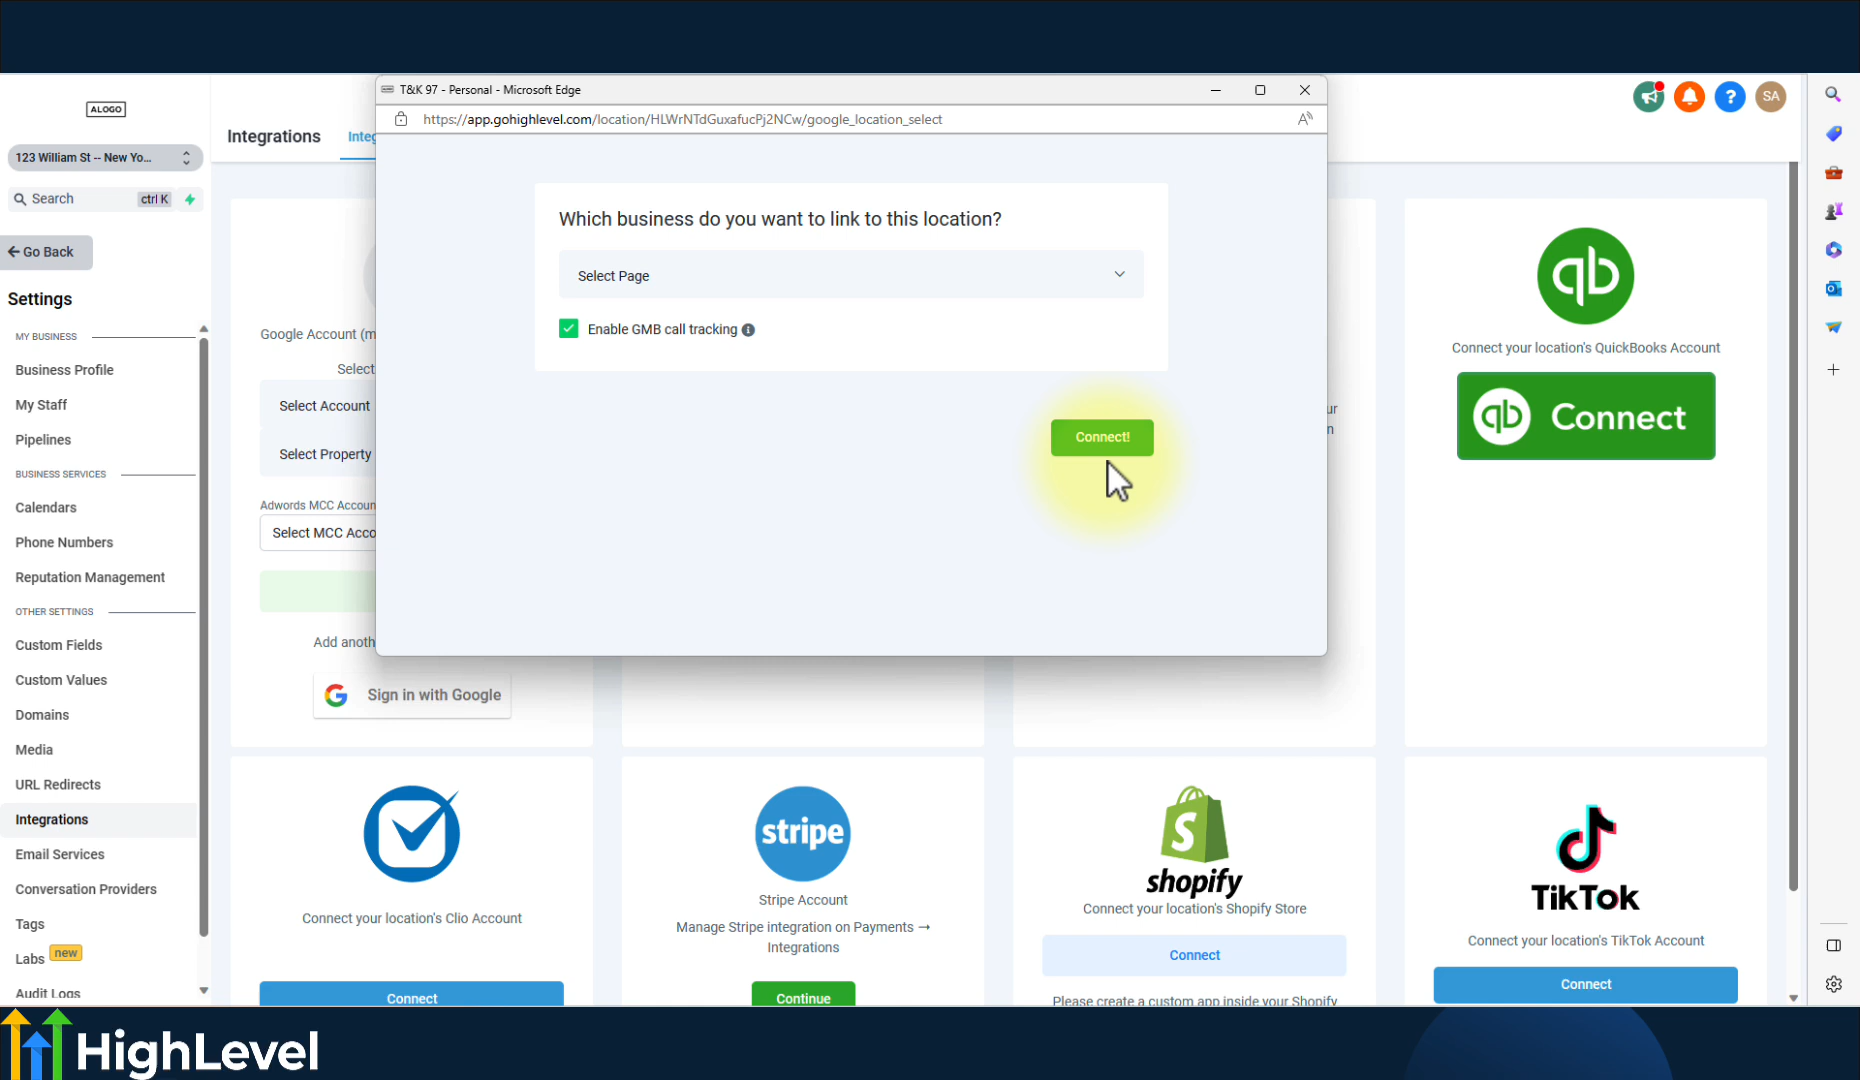 ALOGO
123 William St -- New Yo...
Search
ctrl K
Go Back
Settings
MY BUSINESS
Business Profile
My Staff
Pipelines
BUSINESS SERVICES
Calendars
Phone Numbers
Reputation Management
OTHER SETTINGS
Custom Fields
Custom Values
Domains
Media
URL Redirects
Integrations
Email Services
Conversation Providers
Tags
Labs new
Audit Logs
Integrations
Integ
SA
T&K 97 - Personal - Microsoft Edge
https://app.gohighlevel.com/location/HLWrNTdGuxafucPj2NCw/google_location_select
Which business do you want to link to this location?
Select Page
Enable GMB call tracking
Connect!
Google Account (m
Select
Select Account
Select Property
Adwords MCC Accoun
Select MCC Acco
Add anoth
Sign in with Google
ur
n
qb
Connect your location's QuickBooks Account
qb Connect
Connect your location's Clio Account
Connect
stripe
Stripe Account
Manage Stripe integration on Payments →
Integrations
Continue
shopify
Connect your location's Shopify Store
Connect
Please create a custom app inside your Shopify
TikTok
Connect your location's TikTok Account
Connect
HighLevel